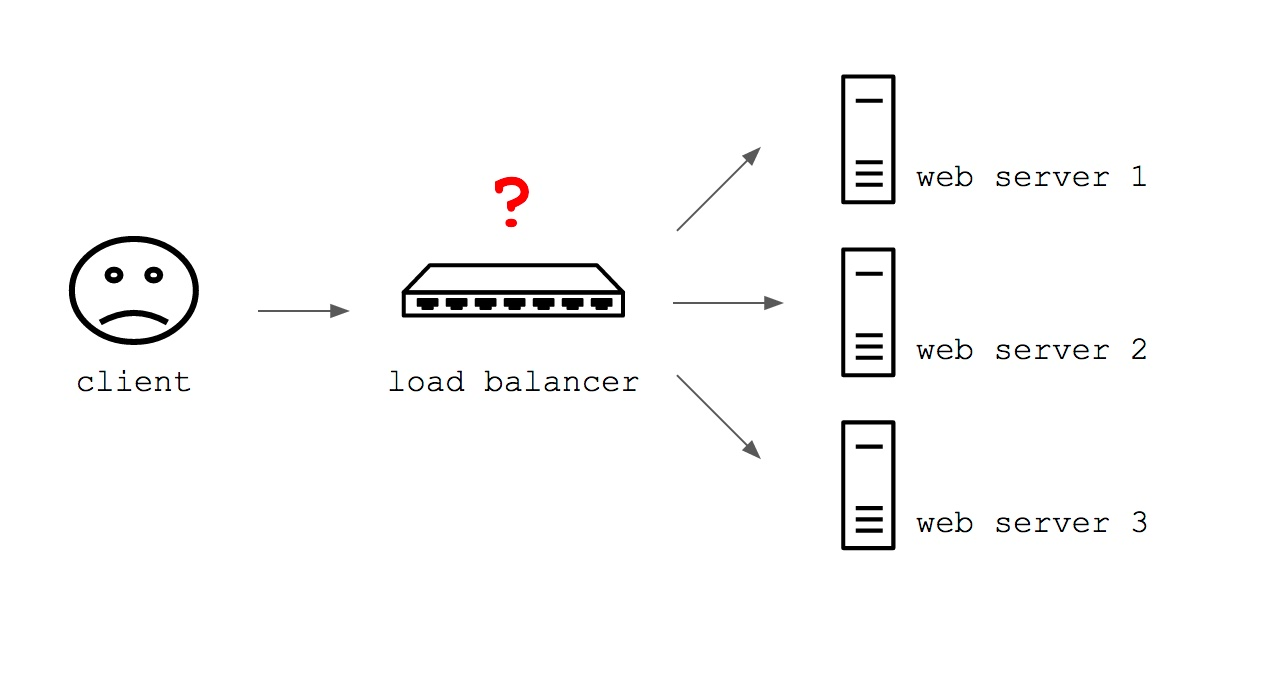 ?
client
load balancer
web server 1
web server 2
web server 3